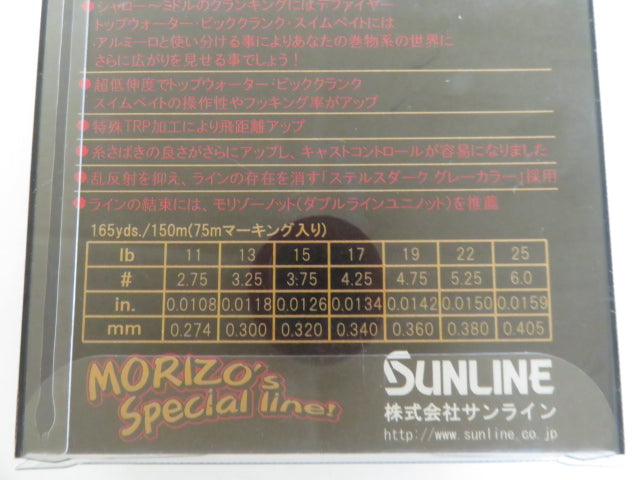 ●シャロー～ミドルのクランキングにはデファイヤー
トップウォーター・ビッククランク・スイムベイトには
アルミーロと使い分ける事によりあなたの巻物系の世界に
さらに広がりを見せる事でしょう!
●超低伸度でトップウォーター・ビッククランク
スイムベイトの操作性やフッキング率がアップ
●特殊TRP加工により飛距離アップ
●糸さばきの良さがさらにアップし、キャストコントロールが容易になりました
●乱反射を抑え、ラインの存在を消す「ステルスダーク グレーカラー」採用
●ラインの結束には、モリゾーノット(ダブルラインユニノット)を推薦
165yds./150m(75mマーキング入り)
lb 11 13 15 17 19 22 25
# 2.75 3.25 3.75 4.25 4.75 5.25 6.0
in. 0.0108 0.0118 0.0126 0.0134 0.0142 0.0150 0.0159
mm 0.274 0.300 0.320 0.340 0.360 0.380 0.405
MORIZO's
Special line!
SUNLINE
株式会社サンライン
http://www.sunline.co.jp